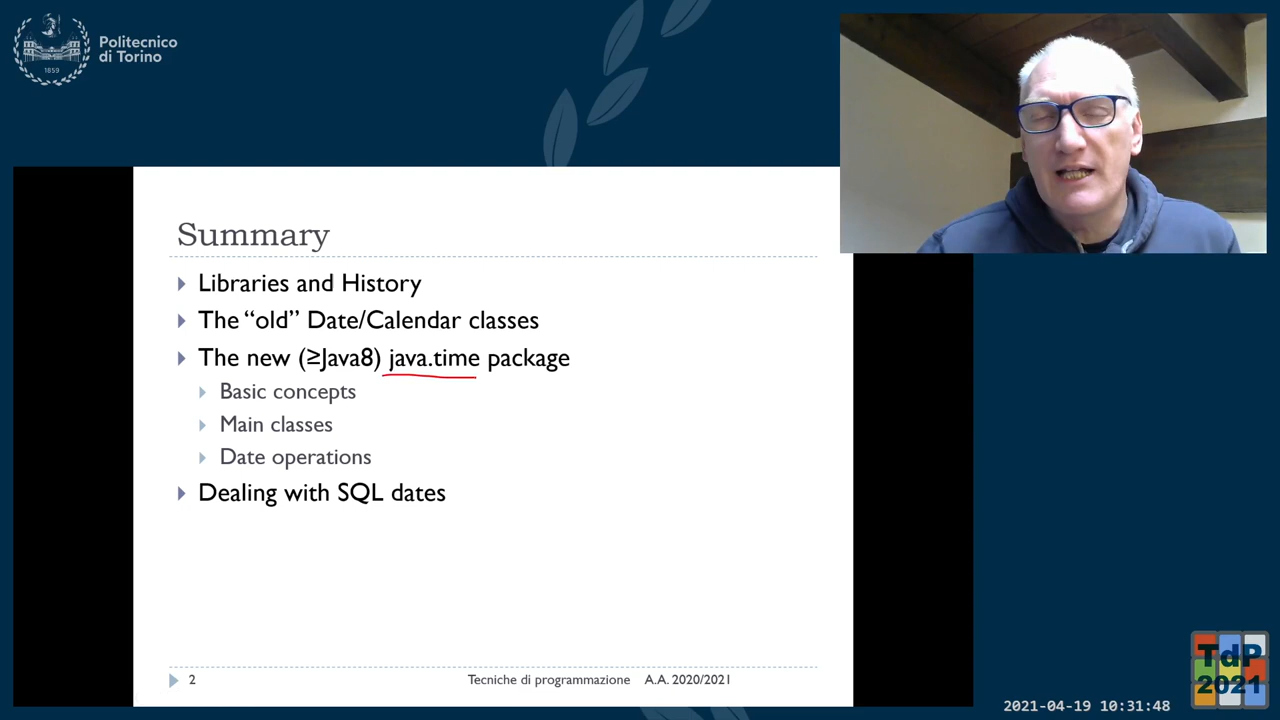 Politecnico
di Torino
1859
Summary
Libraries and History
The “old” Date/Calendar classes
The new (≥Java8) java.time package
Basic concepts
Main classes
Date operations
Dealing with SQL dates
2 Tecniche di programmazione A.A. 2020/2021
TdP
2021
2021-04-19 10:31:48